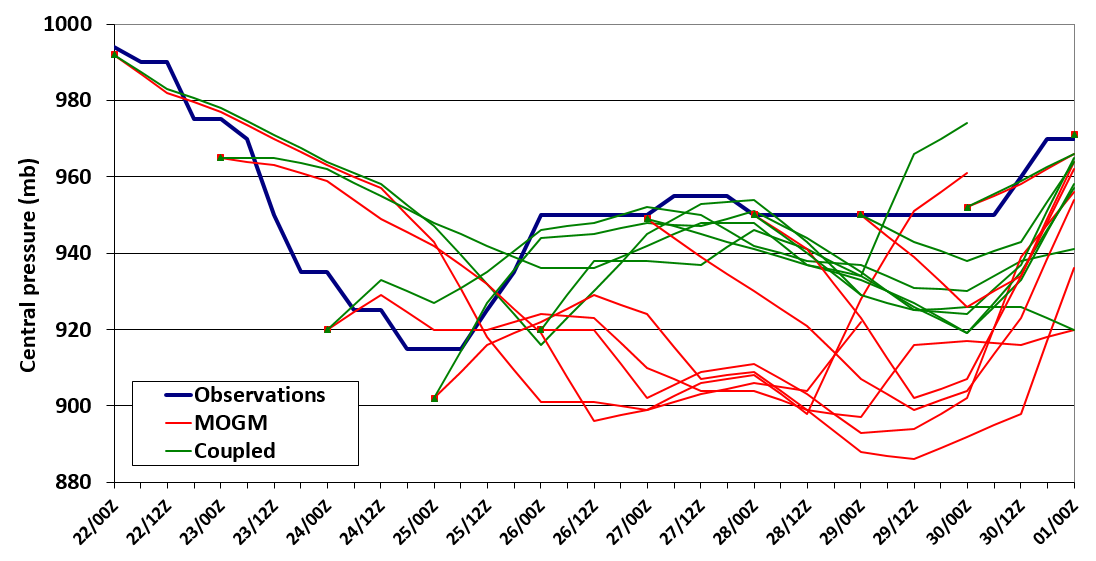 Central pressure (mb)
1000
980
960
940
920
900
880
Observations
MOGM
Coupled
22/00Z
22/12Z
23/00Z
23/12Z
24/00Z
24/12Z
25/00Z
25/12Z
26/00Z
26/12Z
27/00Z
27/12Z
28/00Z
28/12Z
29/00Z
29/12Z
30/00Z
30/12Z
01/00Z